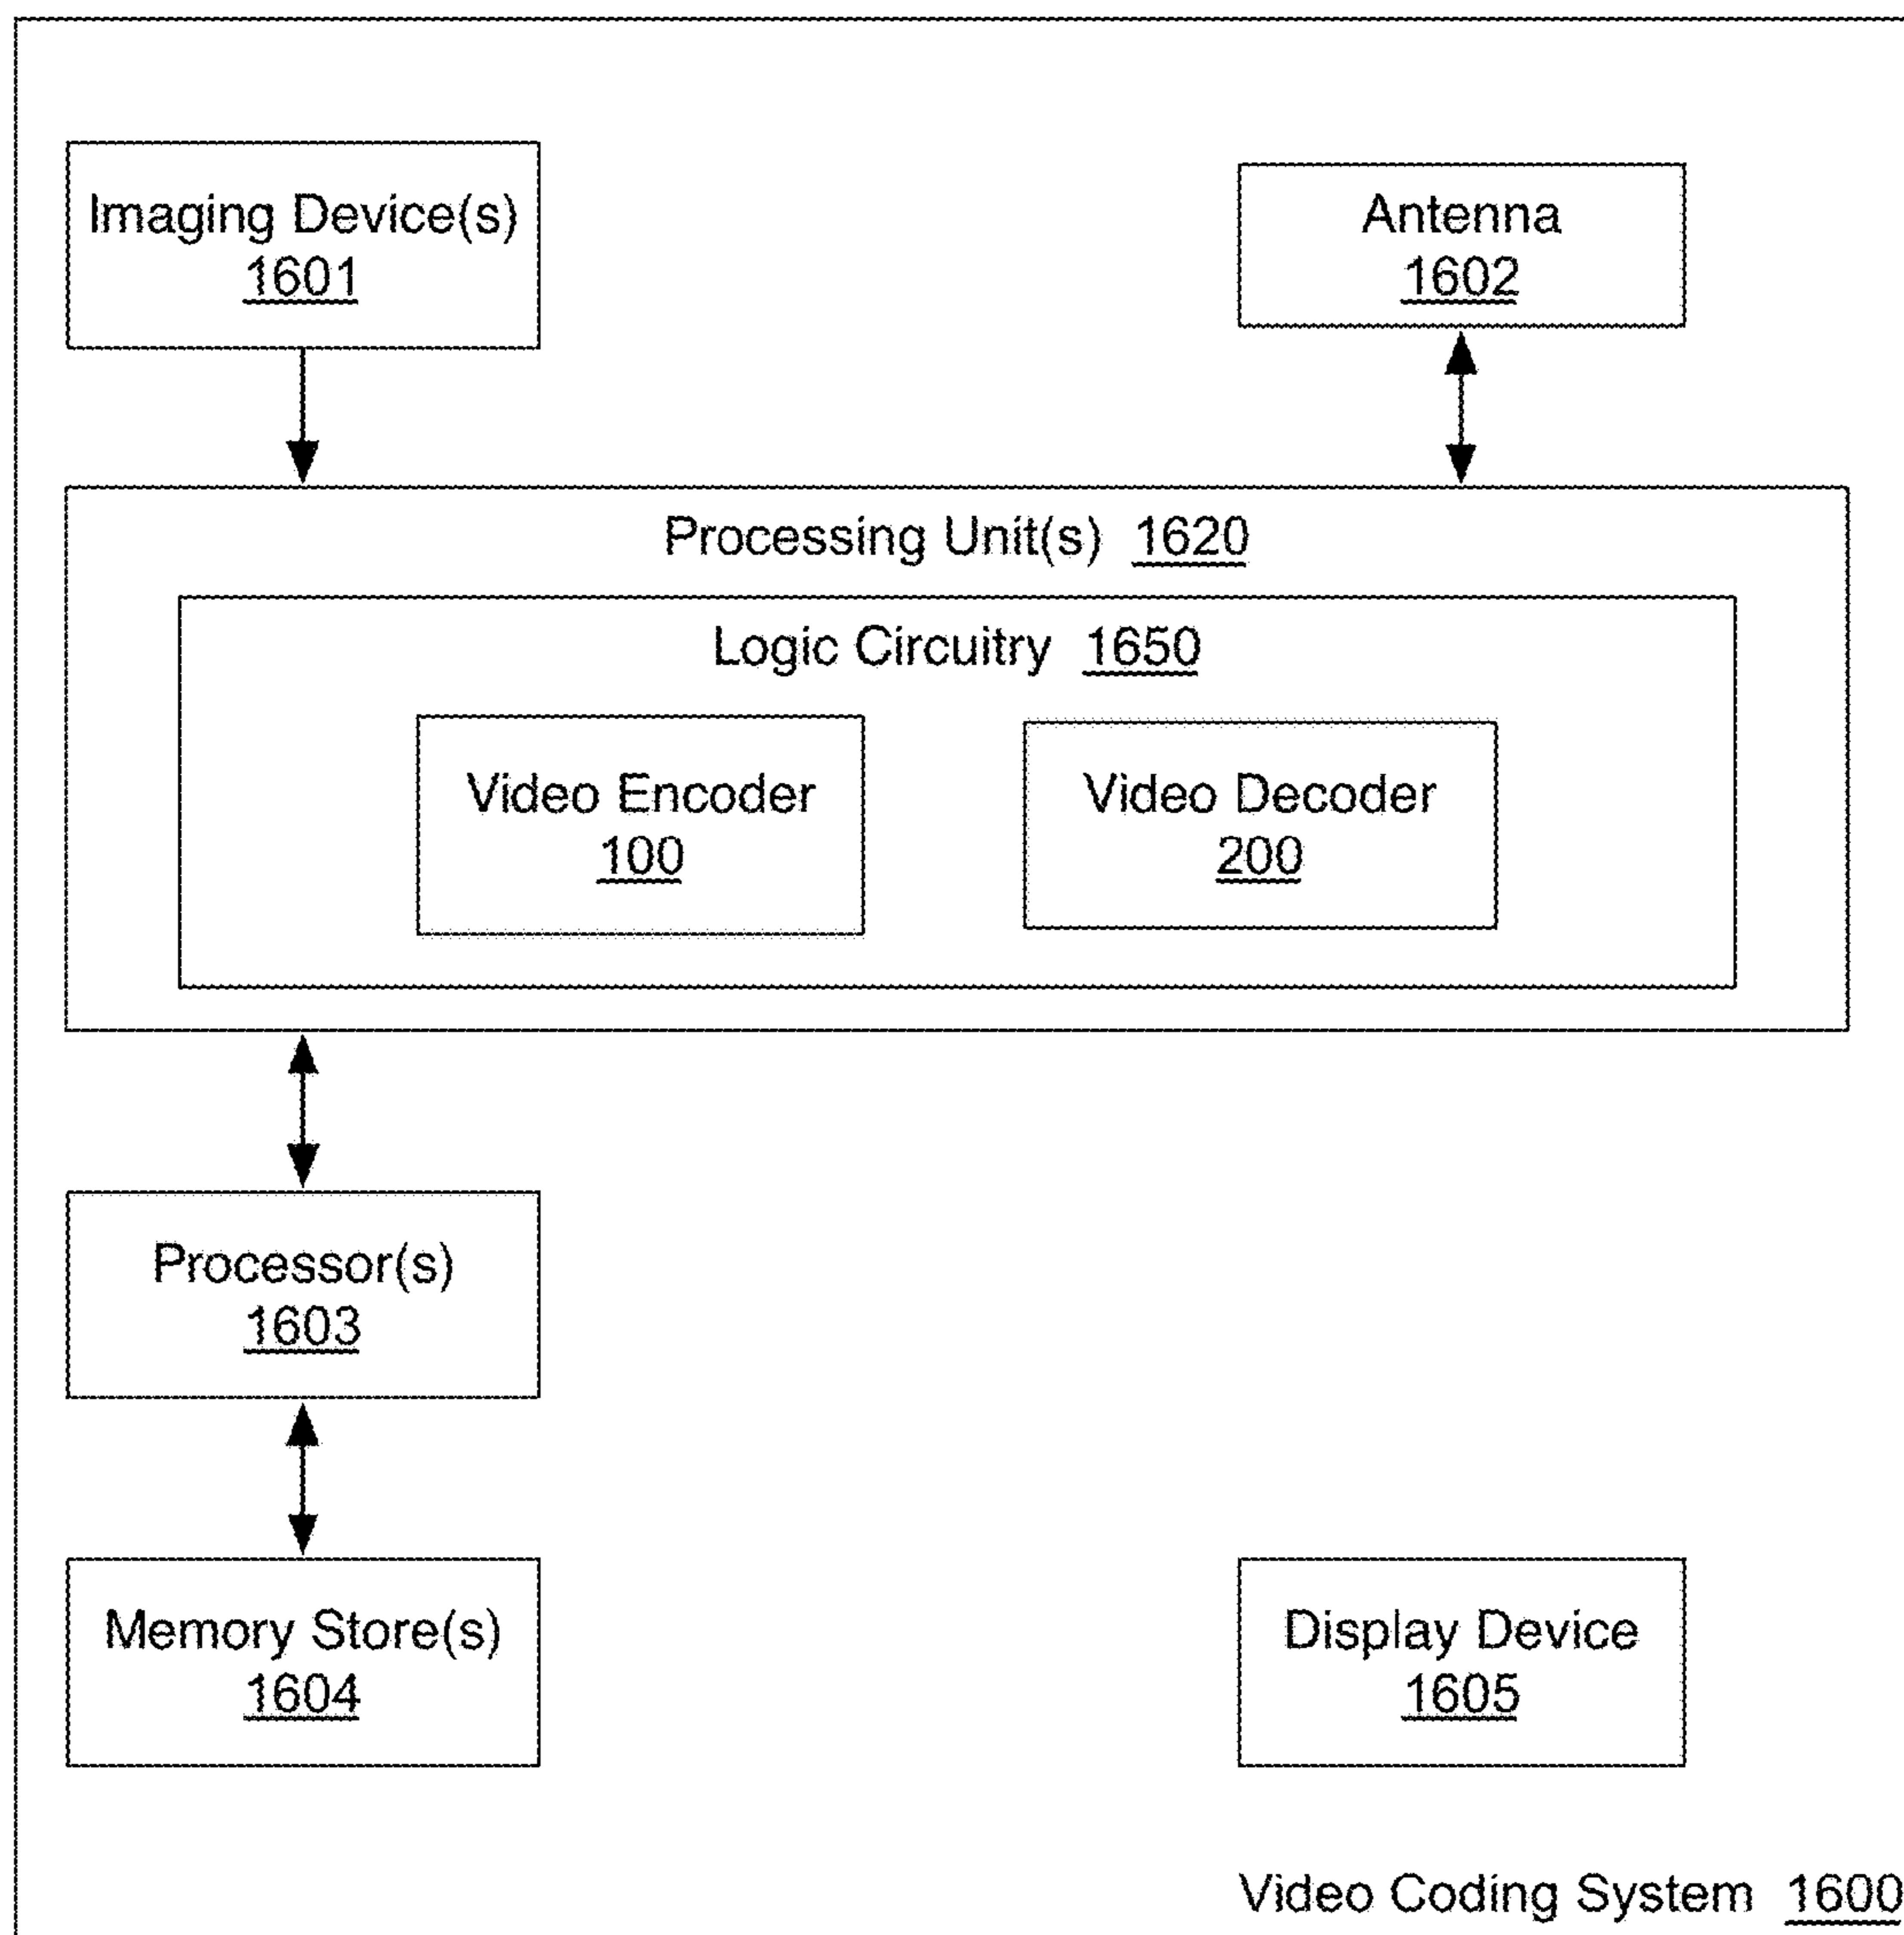 Imaging Device(s)
1601
Antenna
1602
Processing Unit(s) 1620
Logic Circuitry 1650
Video Encoder
100
Video Decoder
200
Processor(s)
1603
Memory Store(s)
1604
Display Device
1605
Video Coding System 1600